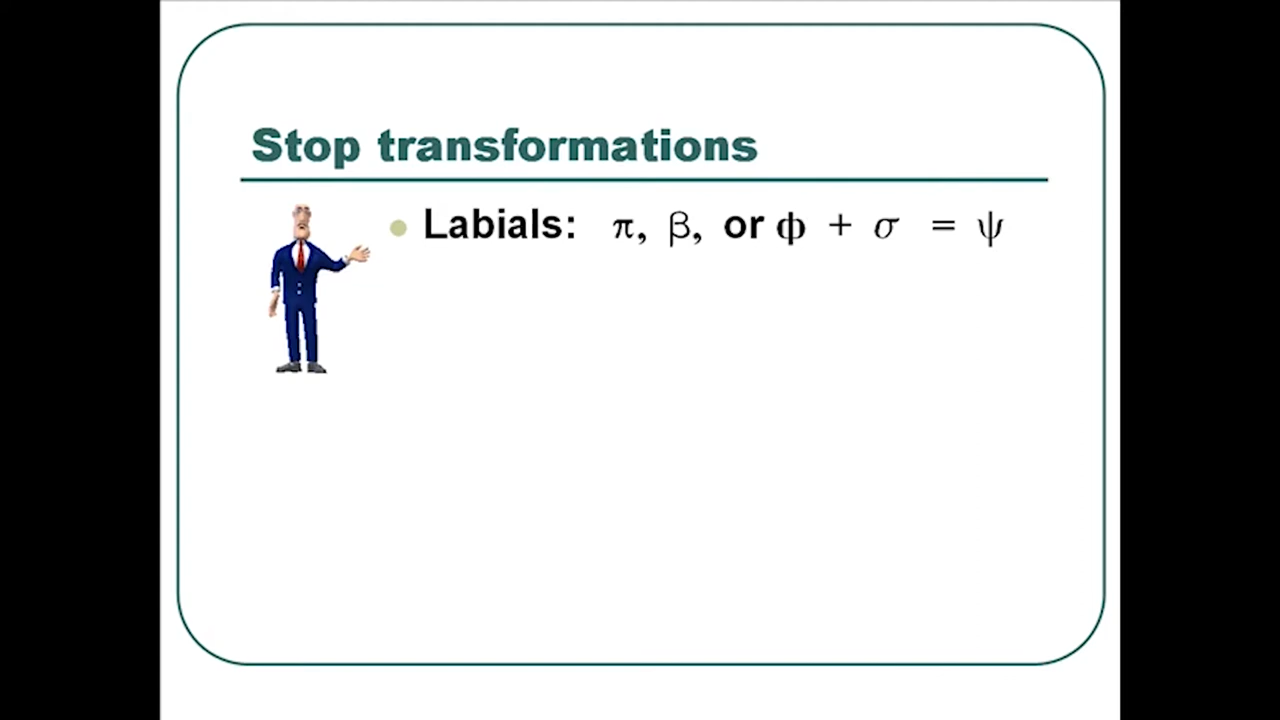 Stop transformations
Labials: π, β, or φ + σ = ψ